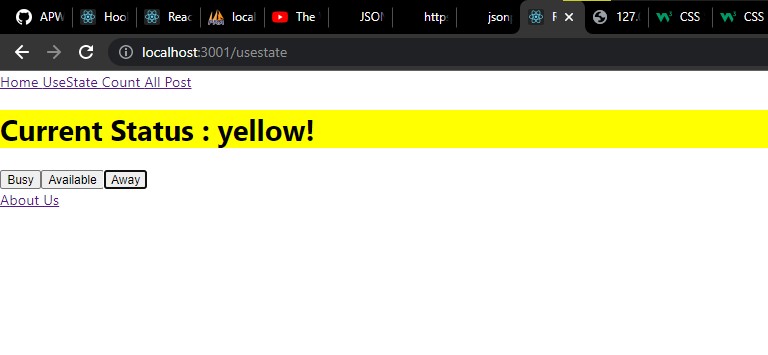 APW Hool Reac local The JSON http: json 127. CSS CSS
localhost:3001/usestate
Home UseState Count All Post
Current Status : yellow!
Busy Available Away
About Us